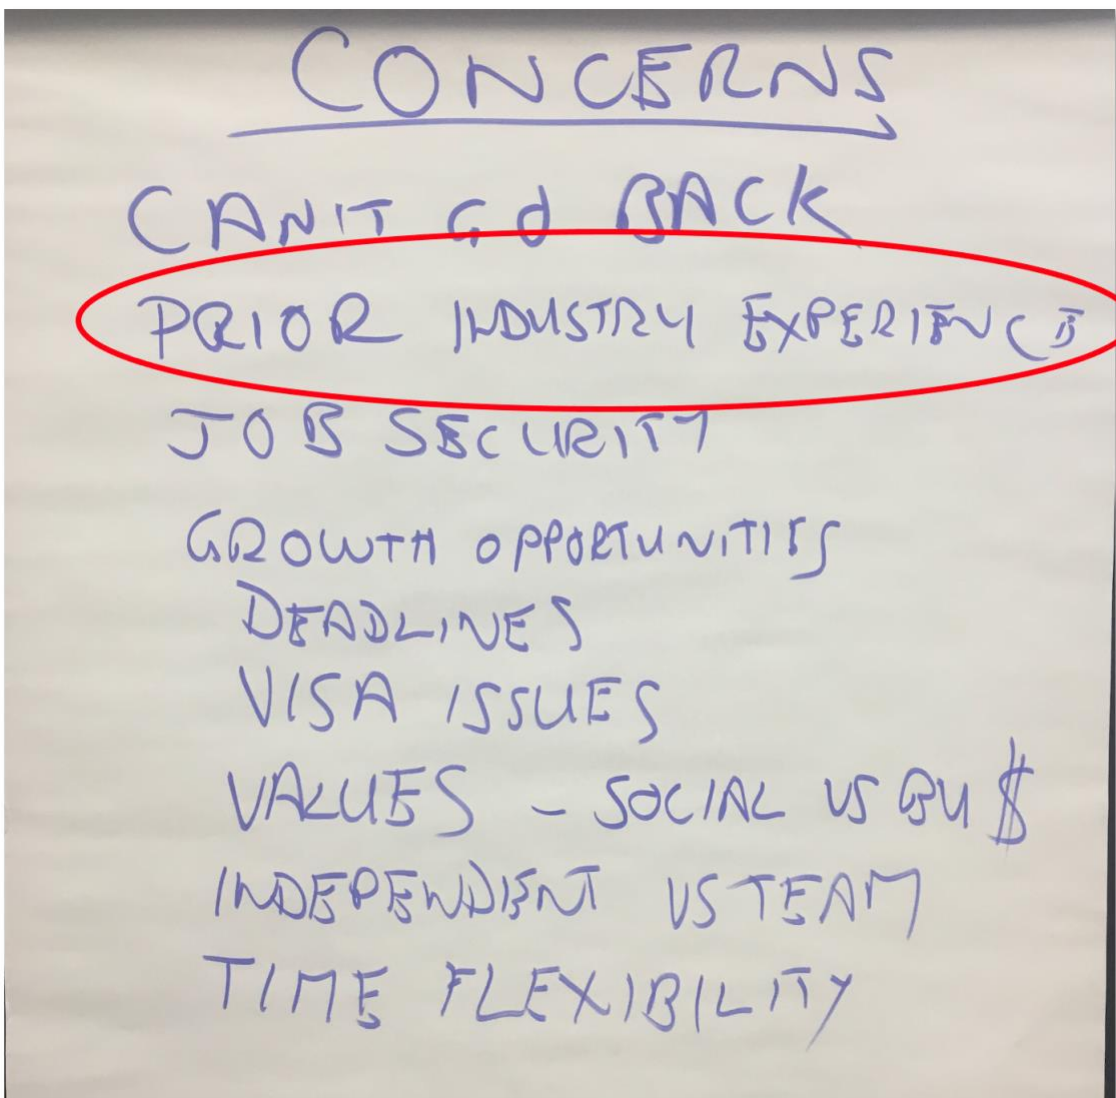 CONCERNS
CAN'T GO BACK
PRIOR INDUSTRY EXPERIENCE
JOB SECURITY
GROWTH OPPORTUNITIES
DEADLINES
VISA ISSUES
VALUES - SOCIAL VS BU$
INDEPENDENT VS TEAM
TIME FLEXIBILITY